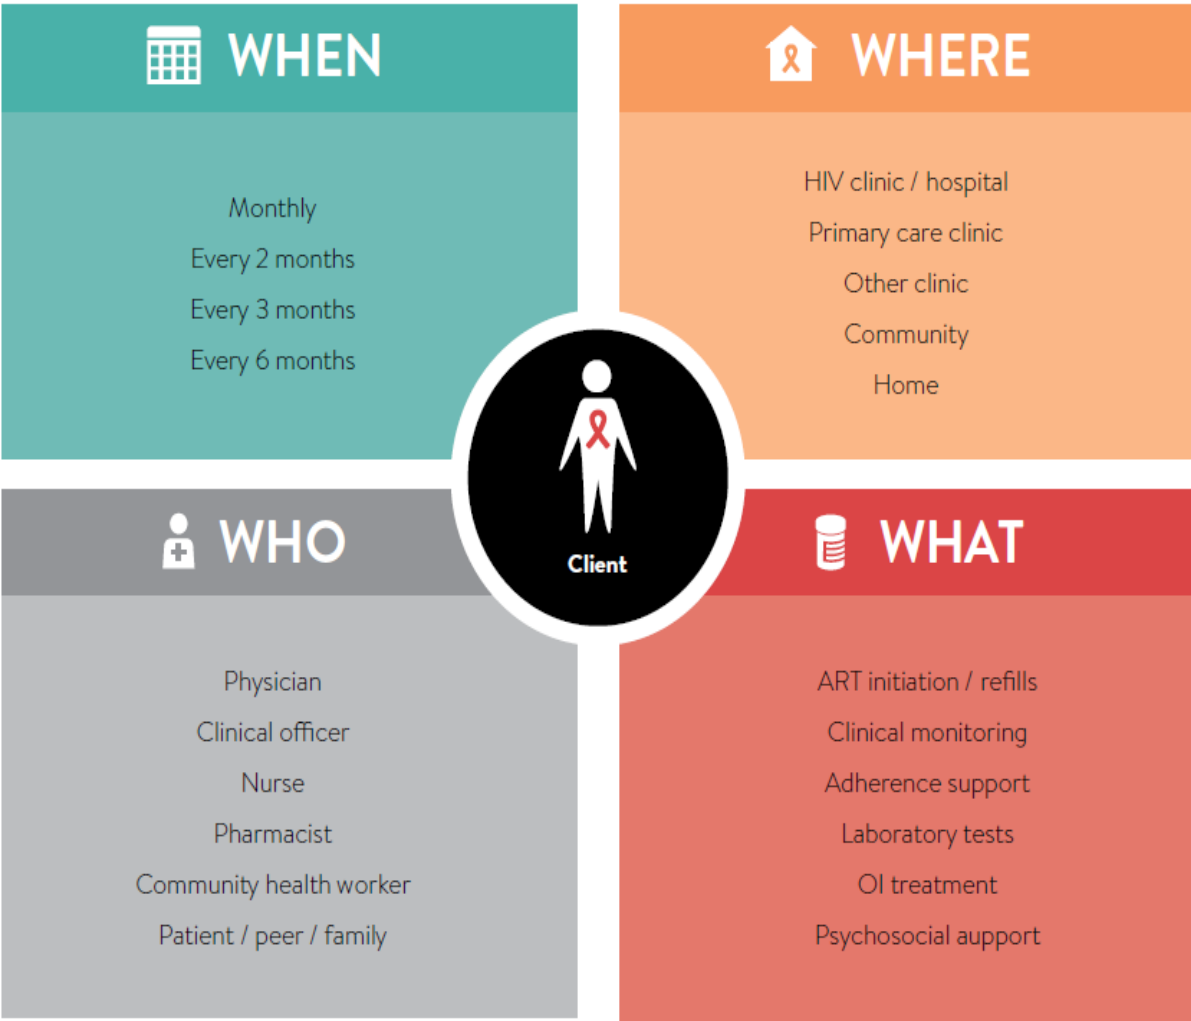 WHEN
Monthly
Every 2 months
Every 3 months
Every 6 months
WHERE
HIV clinic / hospital
Primary care clinic
Other clinic
Community
Home
Client
WHO
Physician
Clinical officer
Nurse
Pharmacist
Community health worker
Patient / peer / family
WHAT
ART initiation / refills
Clinical monitoring
Adherence support
Laboratory tests
OI treatment
Psychosocial aupport